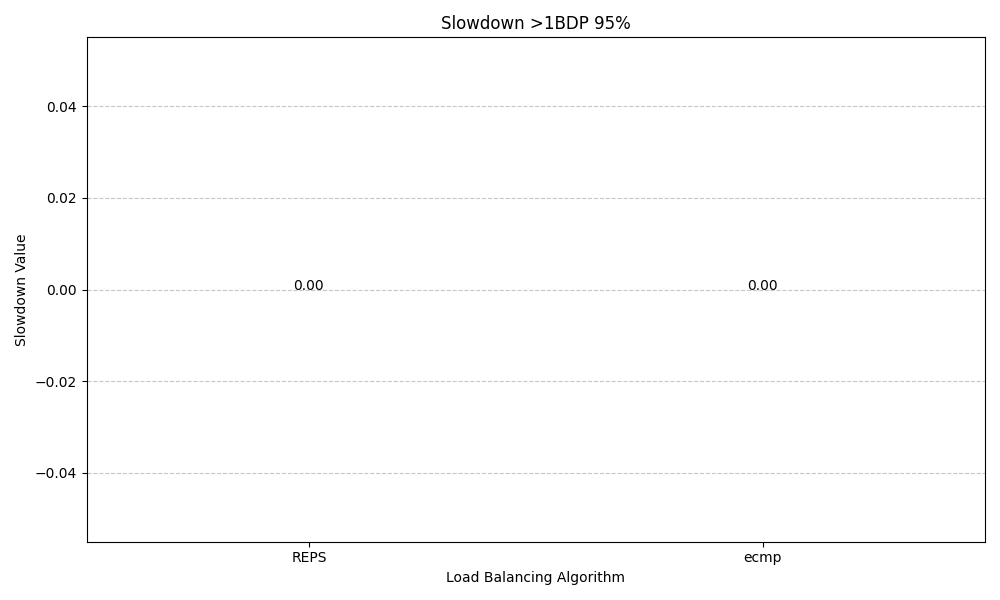 Slowdown >1BDP 95%
Slowdown Value
0.04
0.02
0.00
−0.02
−0.04
0.00
0.00
REPS
ecmp
Load Balancing Algorithm